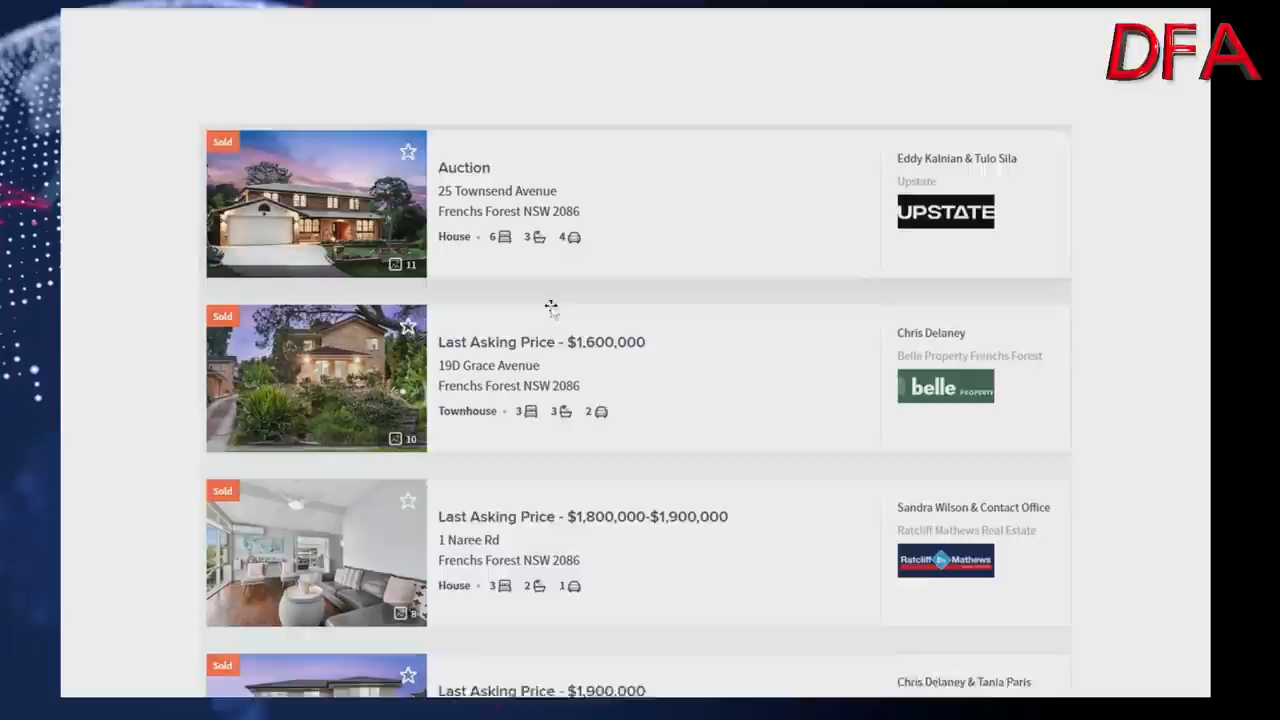 DFA
Sold
11
Auction
25 Townsend Avenue
Frenchs Forest NSW 2086
House • 6 3 4
Eddy Kalnian & Tulo Sila
Upstate
UPSTATE
Sold
10
Last Asking Price - $1,600,000
19D Grace Avenue
Frenchs Forest NSW 2086
Townhouse • 3 3 2
Chris Delaney
Belle Property Frenchs Forest
belle PROPERTY
Sold
8
Last Asking Price - $1,800,000-$1,900,000
1 Naree Rd
Frenchs Forest NSW 2086
House • 3 2 1
Sandra Wilson & Contact Office
Ratcliff Mathews Real Estate
Ratcliff Mathews
Sold
Last Asking Price - $1,900,000
Chris Delaney & Tania Paris